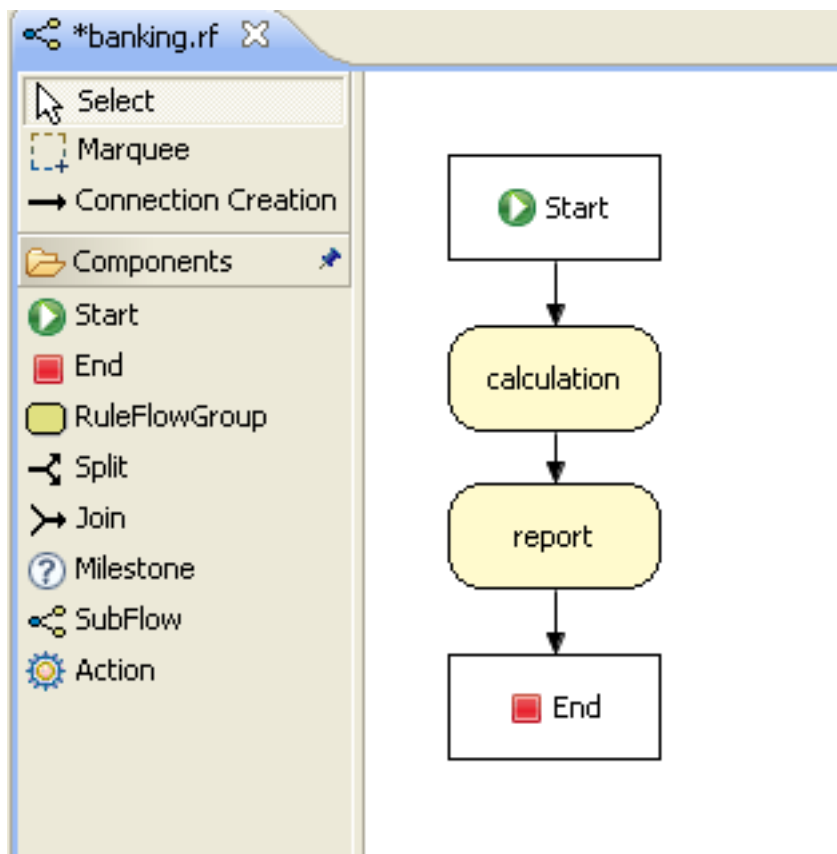 *banking.rf
Select
Marquee
Connection Creation
Components
Start
End
RuleFlowGroup
Split
Join
Milestone
SubFlow
Action
Start
calculation
report
End